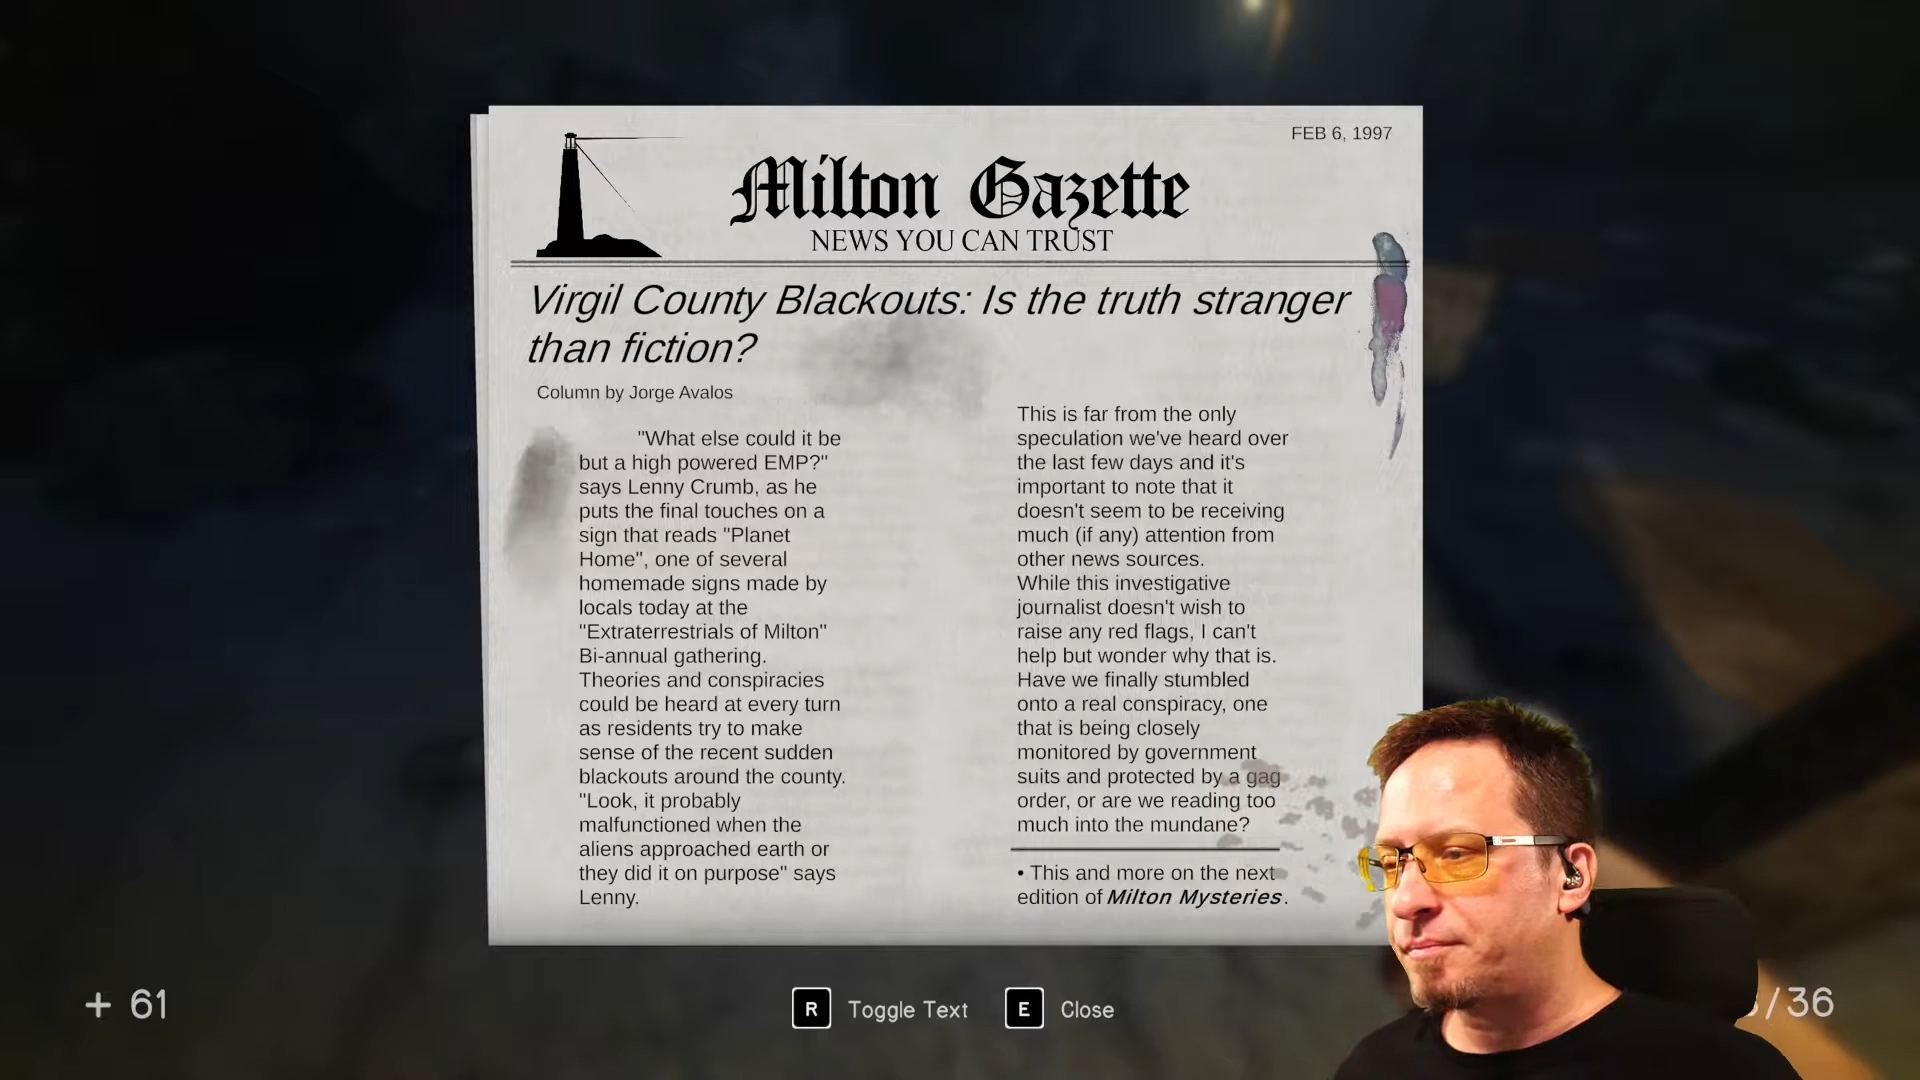 FEB 6, 1997
Milton Gazette
NEWS YOU CAN TRUST
Virgil County Blackouts: Is the truth stranger
than fiction?
Column by Jorge Avalos
"What else could it be
but a high powered EMP?"
says Lenny Crumb, as he
puts the final touches on a
sign that reads "Planet
Home", one of several
homemade signs made by
locals today at the
"Extraterrestrials of Milton"
Bi-annual gathering.
Theories and conspiracies
could be heard at every turn
as residents try to make
sense of the recent sudden
blackouts around the county.
"Look, it probably
malfunctioned when the
aliens approached earth or
they did it on purpose" says
Lenny.
This is far from the only
speculation we've heard over
the last few days and it's
important to note that it
doesn't seem to be receiving
much (if any) attention from
other news sources.
While this investigative
journalist doesn't wish to
raise any red flags, I can't
help but wonder why that is.
Have we finally stumbled
onto a real conspiracy, one
that is being closely
monitored by government
suits and protected by a gag
order, or are we reading too
much into the mundane?
• This and more on the next
edition of Milton Mysteries.
+ 61
R Toggle Text E Close
/36